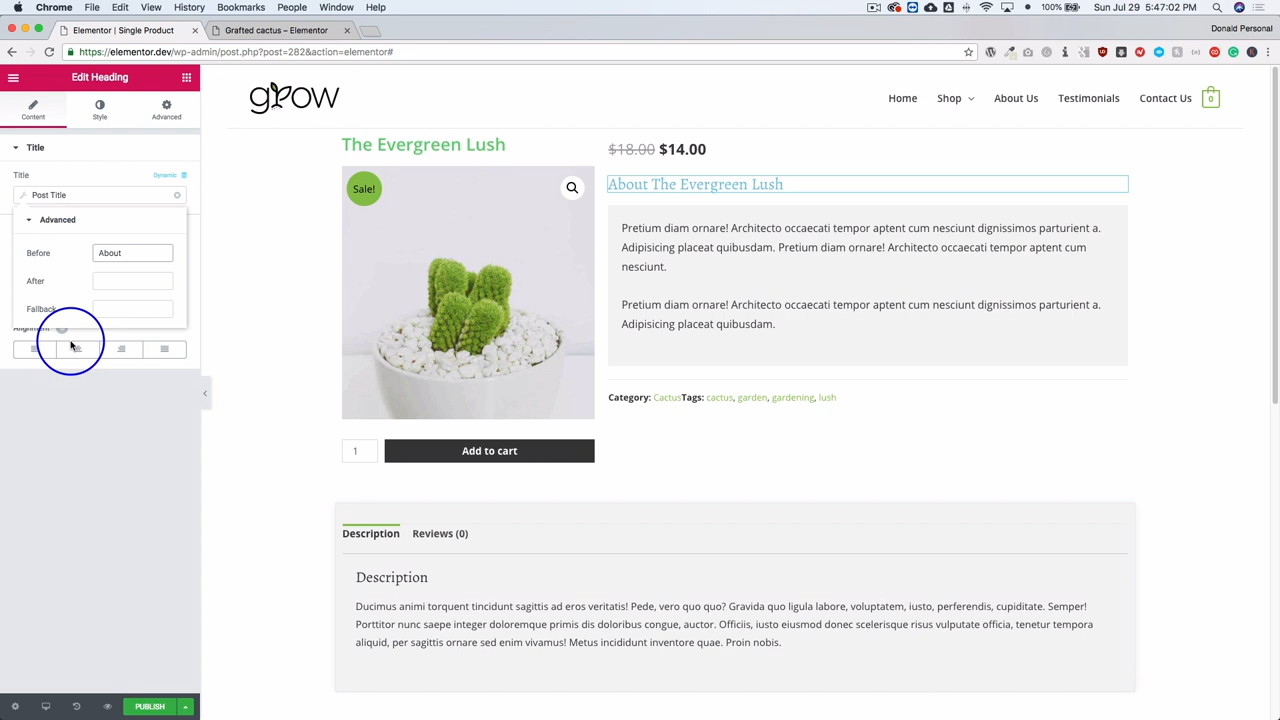 Chrome File Edit View History Bookmarks People Window Help
100% Sun Jul 29 5:47:02 PM
Elementor | Single Product
Grafted cactus – Elementor
Donald Personal
https://elementor.dev/wp-admin/post.php?post=282&action=elementor#
Edit Heading
Content Style Advanced
Title
Title Dynamic
Post Title
Advanced
Before About
After
Fallback
Alignment
PUBLISH
grow
Home Shop About Us Testimonials Contact Us 0
The Evergreen Lush
Sale!
1 Add to cart
$18.00 $14.00
About The Evergreen Lush
Pretium diam ornare! Architecto occaecati tempor aptent cum nesciunt dignissimos parturient a.
Adipisicing placeat quibusdam. Pretium diam ornare! Architecto occaecati tempor aptent cum
nesciunt.
Pretium diam ornare! Architecto occaecati tempor aptent cum nesciunt dignissimos parturient a.
Adipisicing placeat quibusdam.
Category: CactusTags: cactus, garden, gardening, lush
Description Reviews (0)
Description
Ducimus animi torquent tincidunt sagittis ad eros veritatis! Pede, vero quo quo? Gravida quo ligula labore, voluptatem, iusto, perferendis, cupiditate. Semper!
Porttitor nunc saepe integer doloremque primis dis doloribus congue, auctor. Officiis, iusto eiusmod donec scelerisque risus vulputate officia, tenetur tempora
aliquid, per sagittis ornare sed enim vivamus! Metus incididunt inventore quae. Proin nobis.